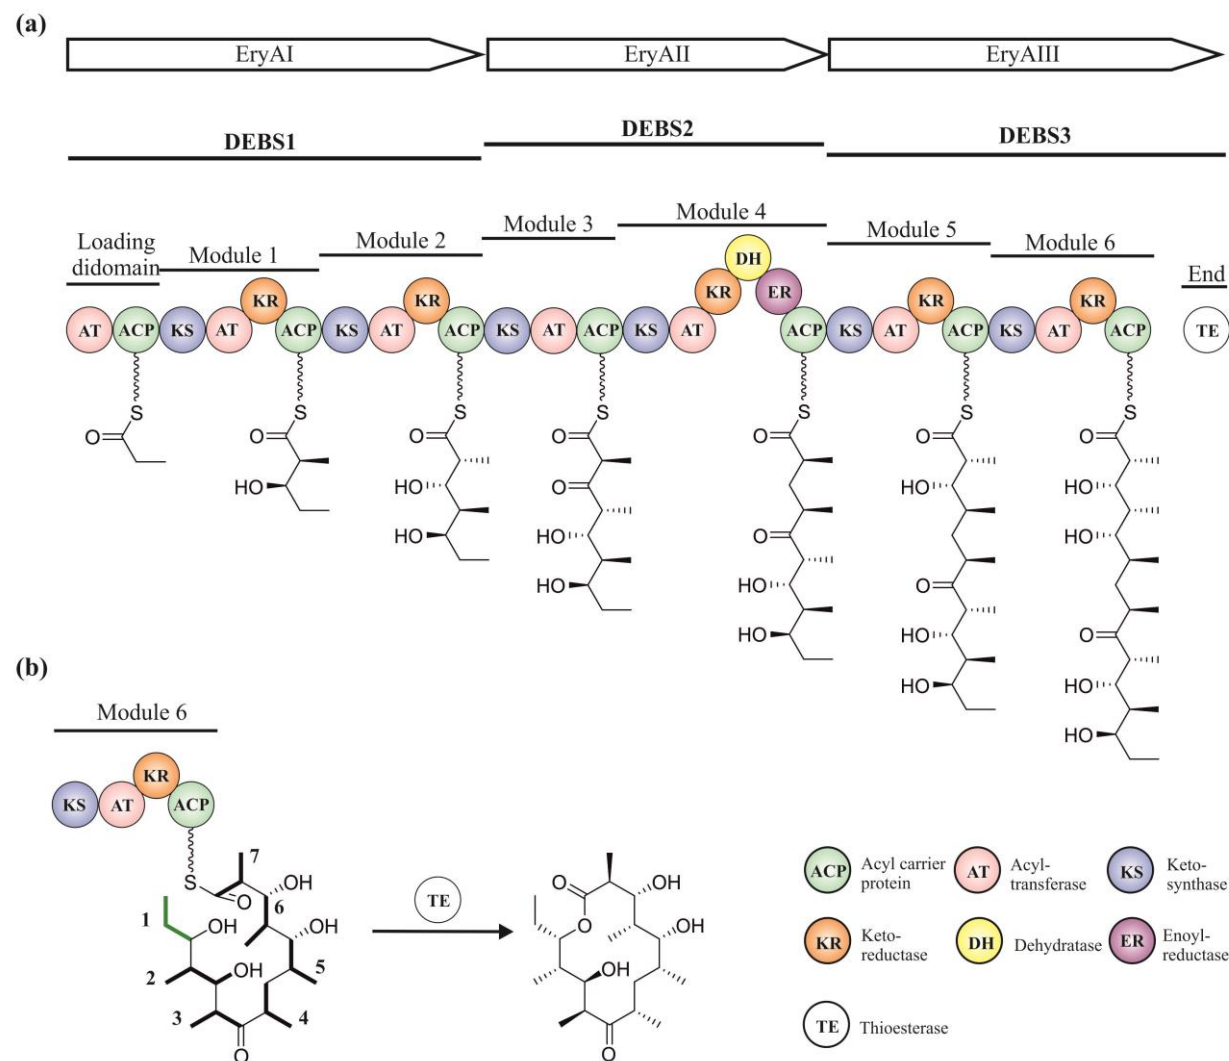 (a)
EryAI EryAII EryAIII
DEBS1 DEBS2 DEBS3
Loading
didomain
Module 1 Module 2 Module 3 Module 4 Module 5 Module 6 End
KR KR KR DH ER KR KR
AT ACP KS AT ACP KS AT ACP KS AT ACP KS AT ACP KS AT ACP KS AT ACP TE
S S S S S S S
O O O O O O O
HO HO O HO HO
HO HO O HO
HO HO O HO
HO HO O HO
HO HO
(b)
Module 6
KR
KS AT ACP
S 7
O OH
1 OH 6
OH
2 OH 5
3 4
O
TE
O OH
O
OH
OH
O
ACP Acyl carrier
protein
AT Acyl-
transferase
KS Keto-
synthase
KR Keto-
reductase
DH Dehydratase
ER Enoyl-
reductase
TE Thioesterase